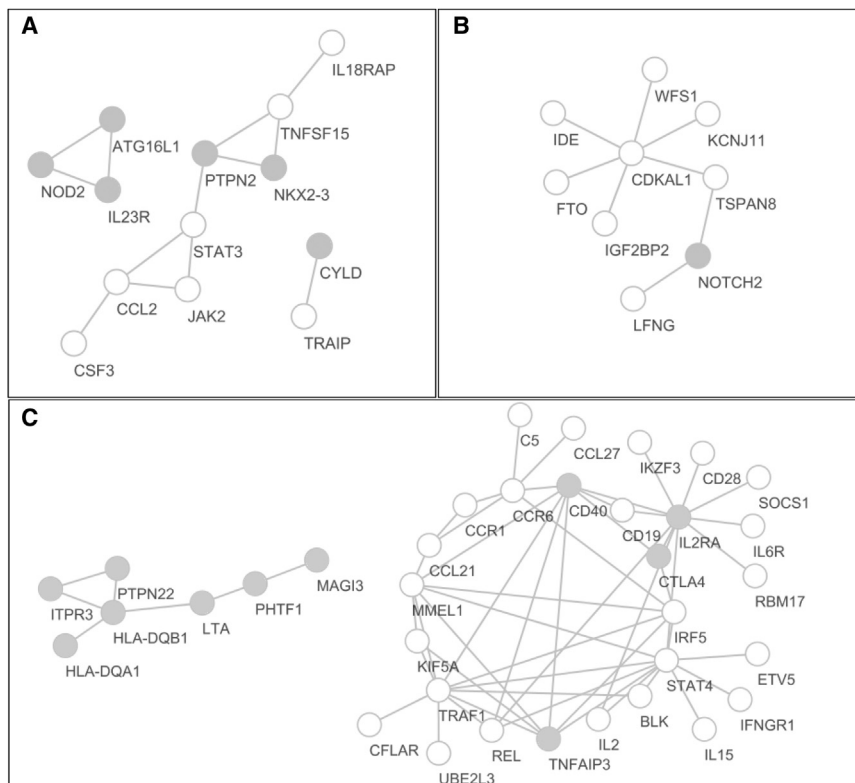 A
IL18RAP
TNFSF15
ATG16L1
PTPN2
NKX2-3
NOD2
IL23R
STAT3
CYLD
CCL2
JAK2
TRAIP
CSF3
B
WFS1
IDE
KCNJ11
CDKAL1
FTO
TSPAN8
IGF2BP2
NOTCH2
LFNG
C
C5
CCL27
IKZF3
CD28
SOCS1
CCR6
CD40
CCR1
CD19
IL2RA
IL6R
CCL21
CTLA4
RBM17
MMEL1
IRF5
KIF5A
STAT4
ETV5
TRAF1
BLK
IFNGR1
CFLAR
REL
IL2
IL15
UBE2L3
TNFAIP3
PTPN22
MAGI3
ITPR3
PHTF1
HLA-DQB1
LTA
HLA-DQA1